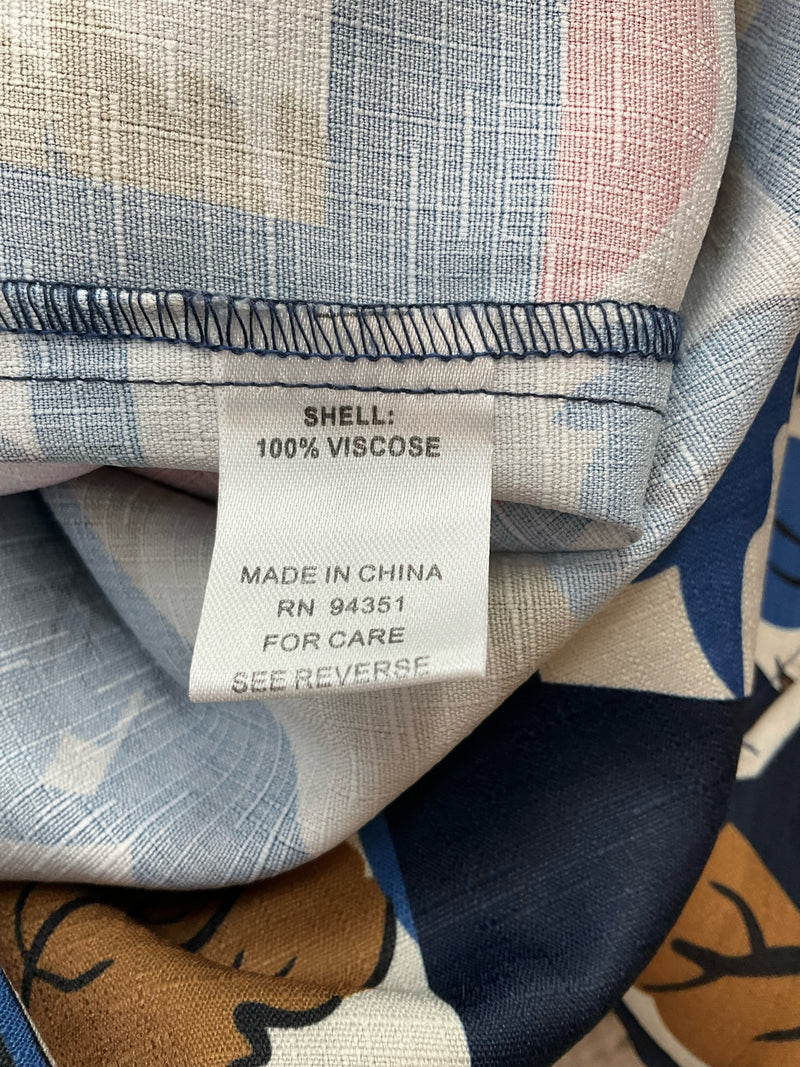 SHELL:
100% VISCOSE
MADE IN CHINA
RN 94351
FOR CARE
SEE REVERSE